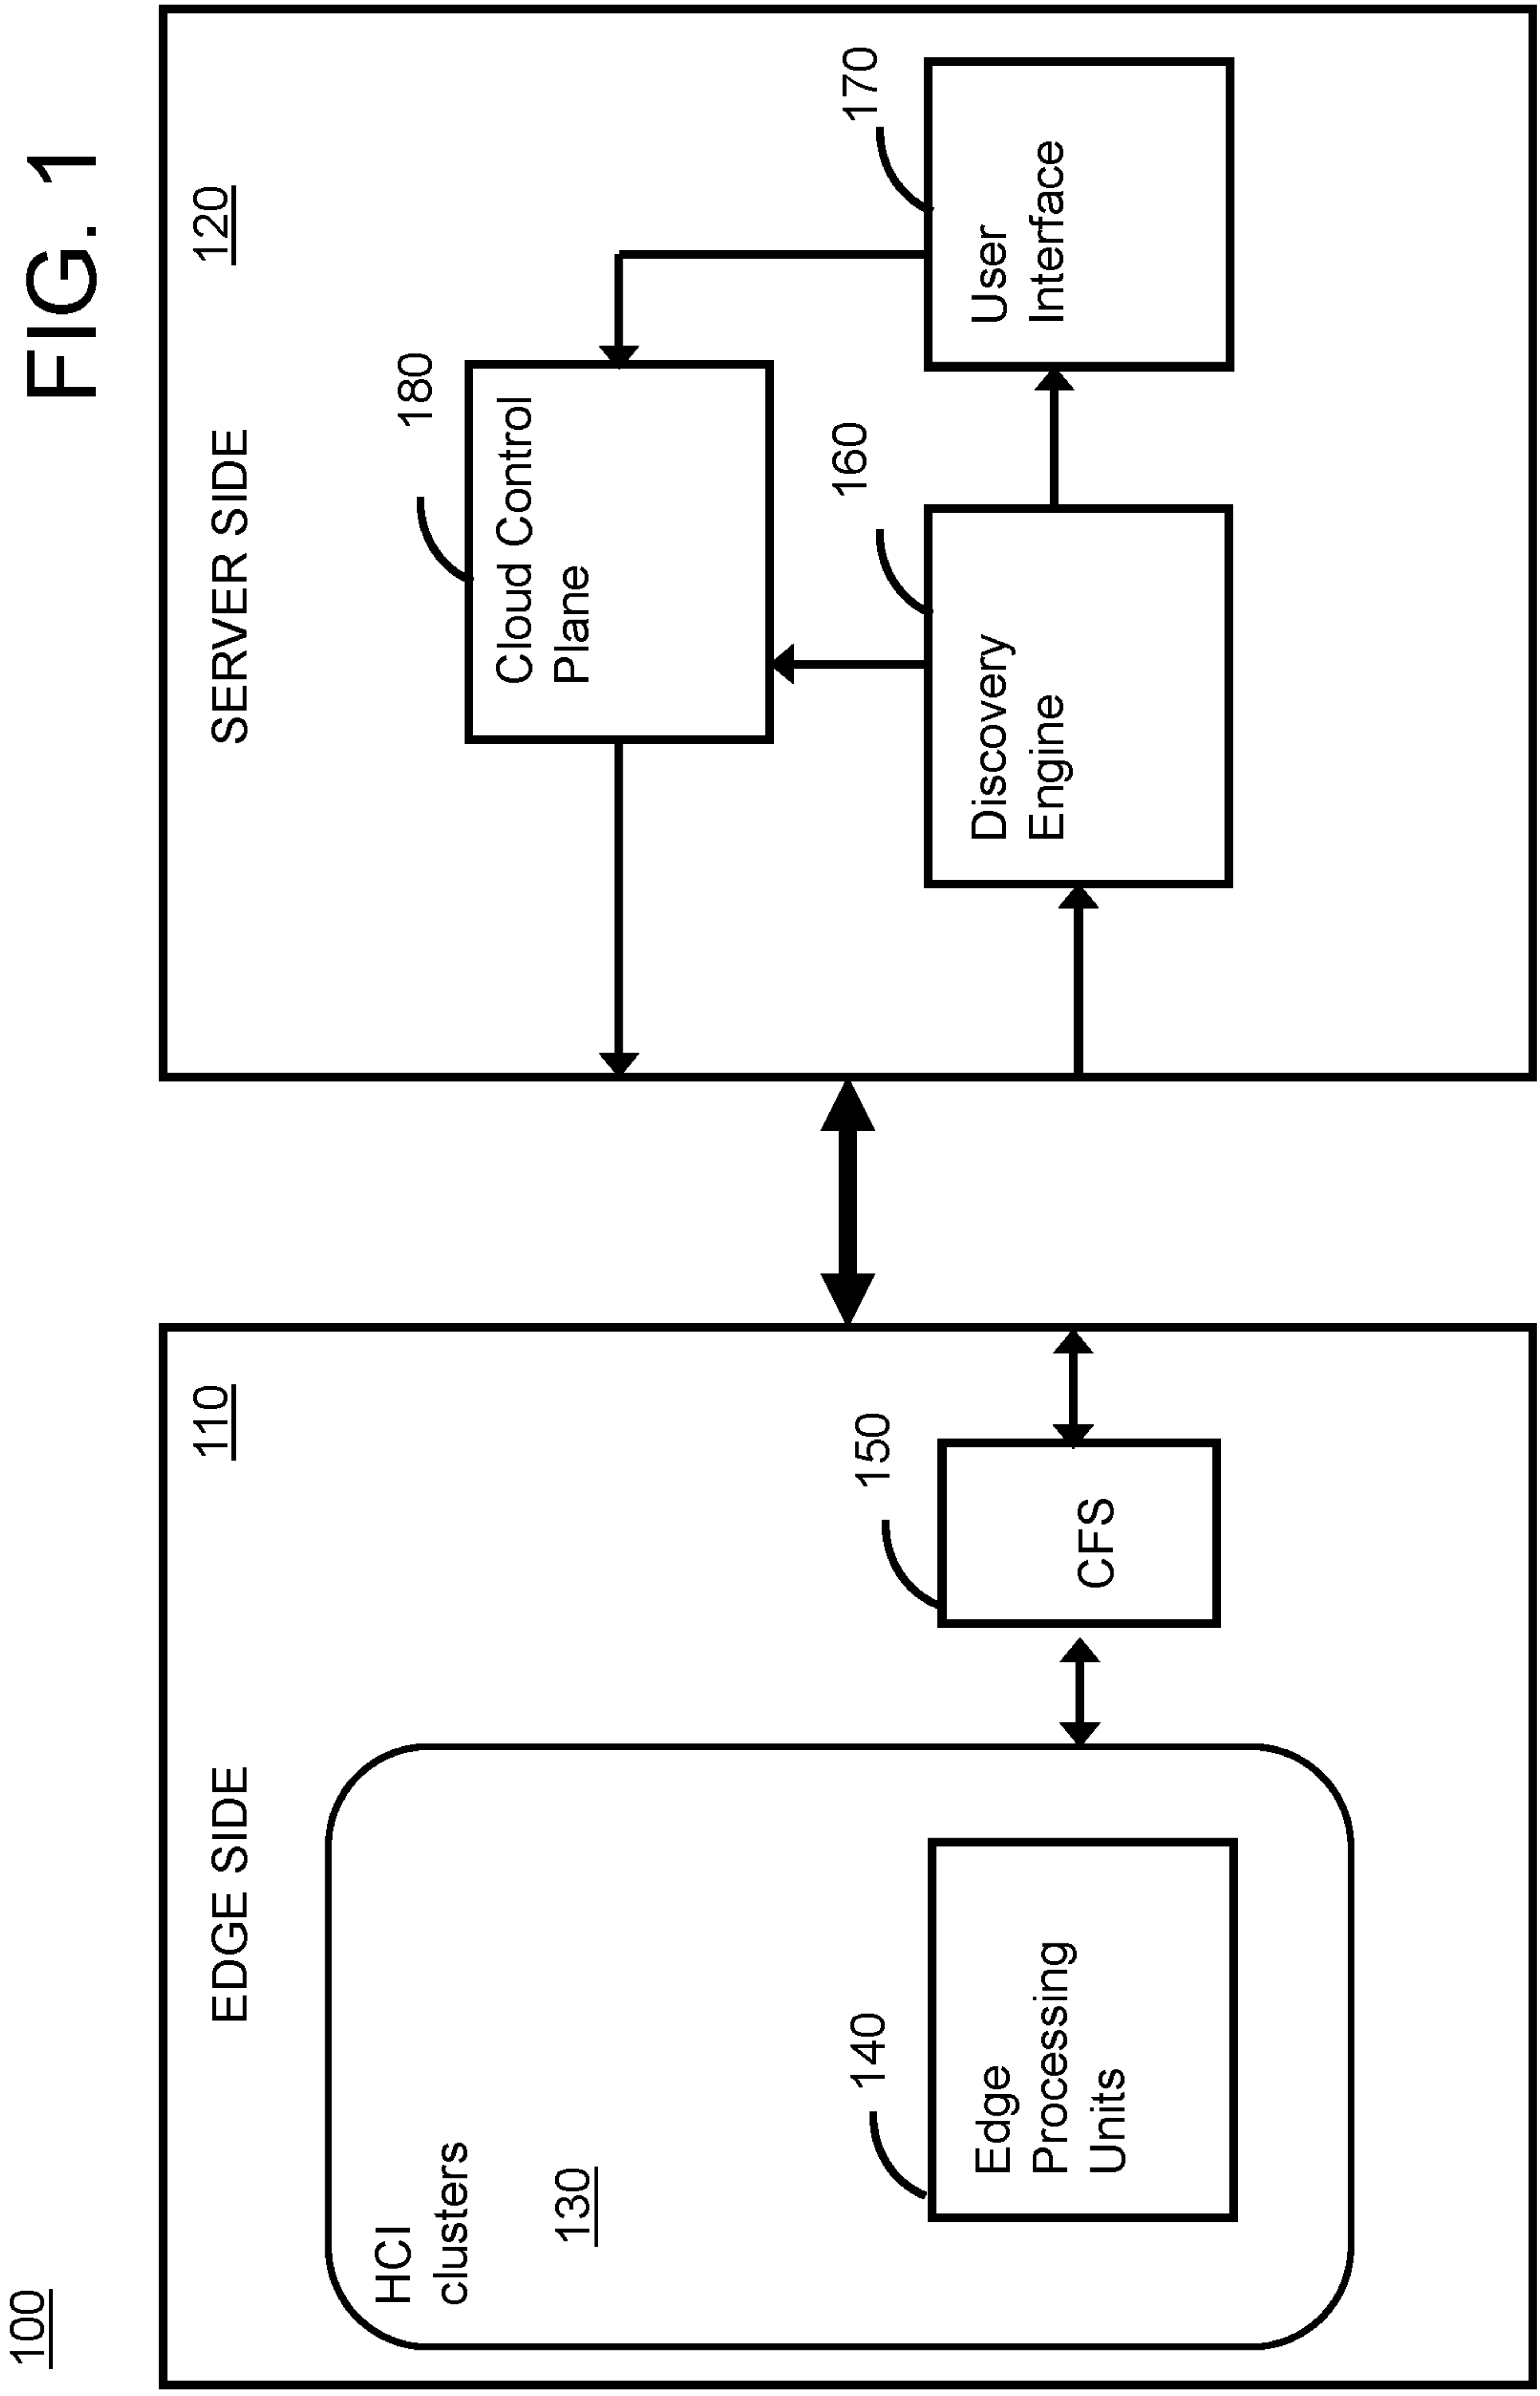 FIG. 1
100
EDGE SIDE
110
HCI
clusters
130
140
Edge
Processing
Units
150
CFS
SERVER SIDE
120
180
Cloud Control
Plane
160
Discovery
Engine
170
User
Interface